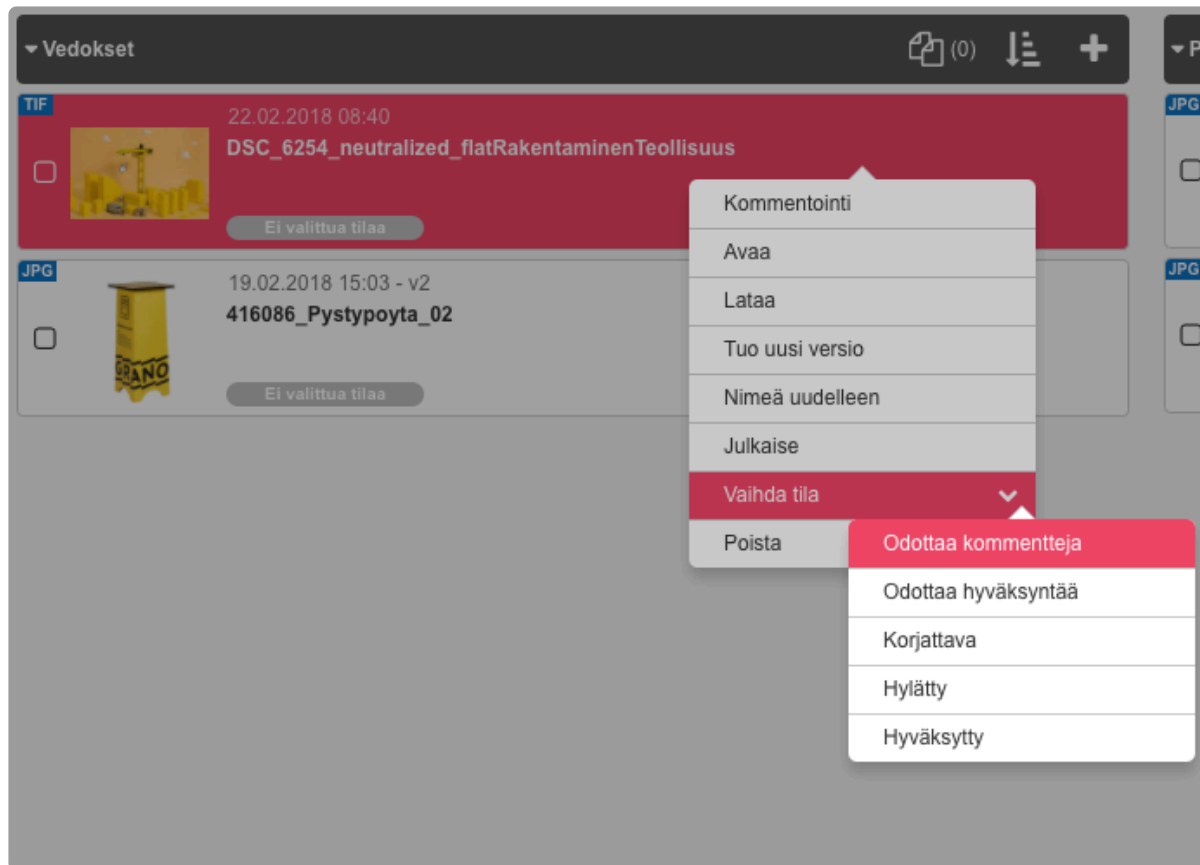 Vedokset
(0)
P
TIF
22.02.2018 08:40
DSC_6254_neutralized_flatRakentaminenTeollisuus
Ei valittua tilaa
JPG
19.02.2018 15:03 - v2
416086_Pystypoyta_02
GRANO
Ei valittua tilaa
JPG
JPG
Kommentointi
Avaa
Lataa
Tuo uusi versio
Nimeä uudelleen
Julkaise
Vaihda tila
Poista
Odottaa kommentteja
Odottaa hyväksyntää
Korjattava
Hylätty
Hyväksytty